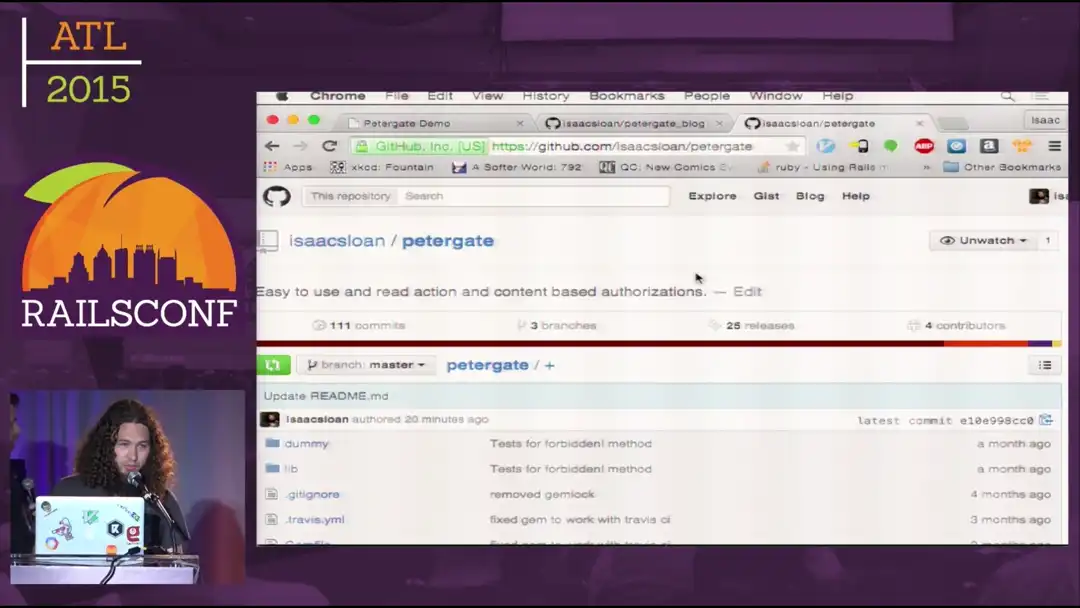 ATL
2015
RAILSCONF
Chrome File Edit View History Bookmarks People Window Help
Petergate Demo
isaacsloan/petergate_blog
isaacsloan/petergate
Isaac
GitHub, Inc. [US] https://github.com/isaacsloan/petergate
ABP
a
Apps
xkcd: Fountain
A Softer World: 792
QC: New Comics Ev
ruby - Using Rails
» Other Bookmarks
This repository Search
Explore Gist Blog Help
isaacsloan / petergate
Unwatch 1
Easy to use and read action and content based authorizations. — Edit
111 commits
3 branches
25 releases
4 contributors
branch: master
petergate / +
Update README.md
isaacsloan authored 20 minutes ago
latest commit e10e998cc0
dummy Tests for forbidden! method a month ago
lib Tests for forbidden! method a month ago
.gitignore removed gemlock 4 months ago
.travis.yml fixed gem to work with travis ci 3 months ago